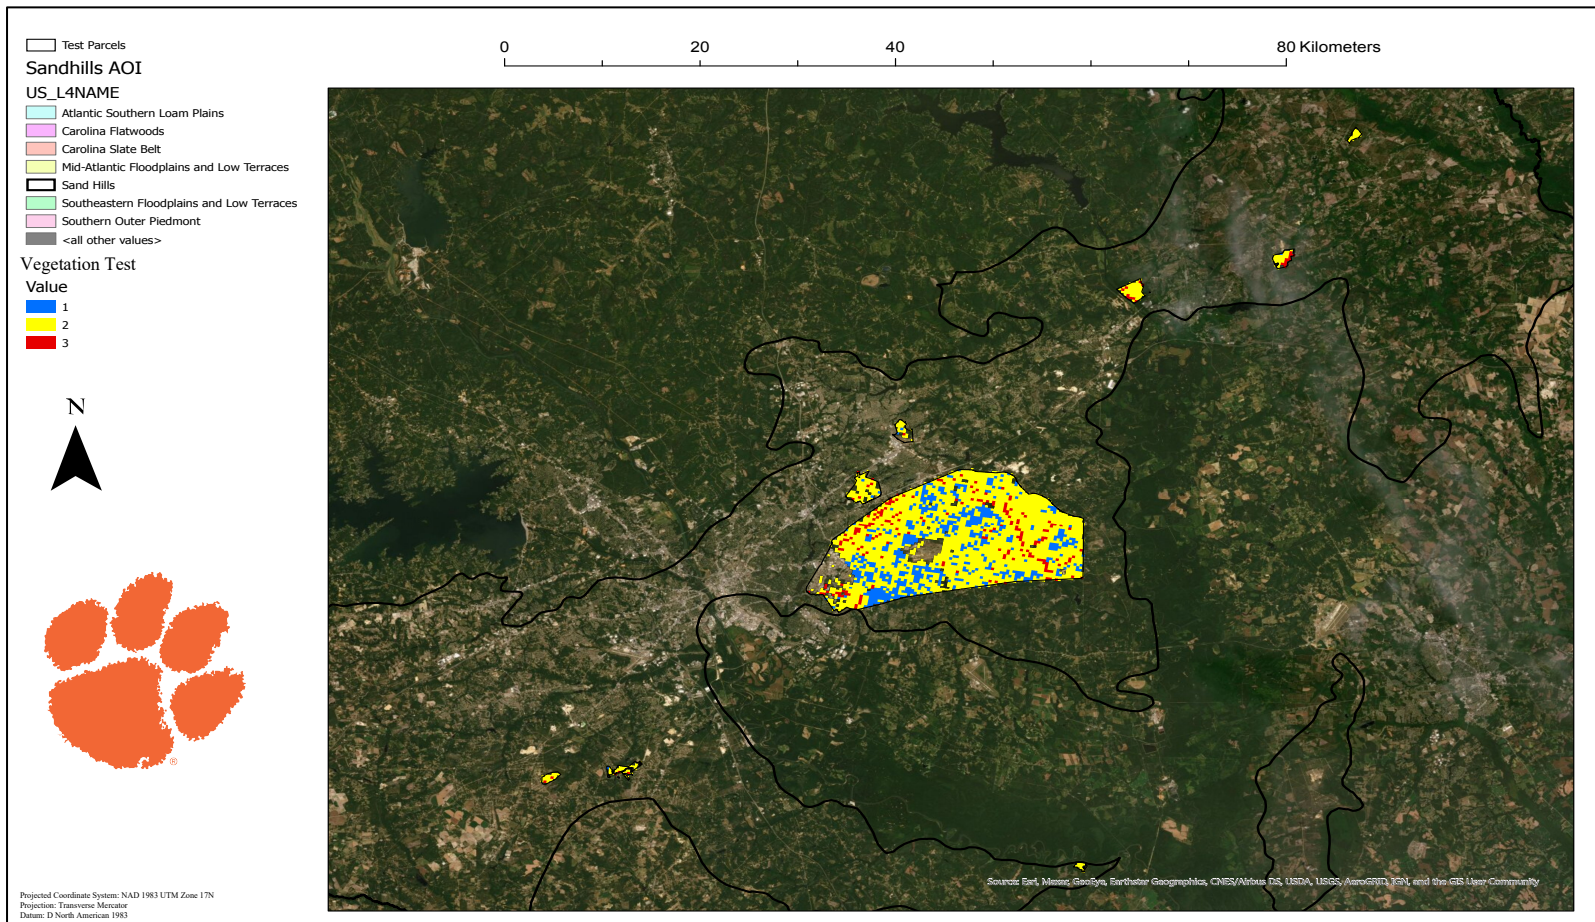 0 20 40 80 Kilometers
Test Parcels
Sandhills AOI
US_L4NAME
Atlantic Southern Loam Plains
Carolina Flatwoods
Carolina Slate Belt
Mid-Atlantic Floodplains and Low Terraces
Sand Hills
Southeastern Floodplains and Low Terraces
Southern Outer Piedmont
<all other values>
Vegetation Test
Value
1
2
3
N
®
Source: Esri, Maxar, GeoEye, Earthstar Geographics, CNES/Airbus DS, USDA, USGS, AeroGRID, IGN, and the GIS User Community
Projected Coordinate System: NAD 1983 UTM Zone 17N
Projection: Transverse Mercator
Datum: D North American 1983